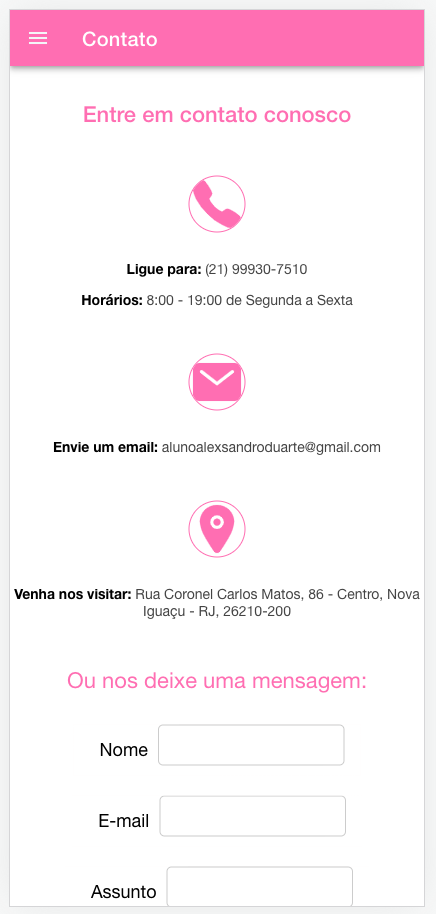 Contato
Entre em contato conosco
Ligue para: (21) 99930-7510
Horários: 8:00 - 19:00 de Segunda a Sexta
Envie um email: alunoalexsandroduarte@gmail.com
Venha nos visitar: Rua Coronel Carlos Matos, 86 - Centro, Nova
Iguaçu - RJ, 26210-200
Ou nos deixe uma mensagem:
Nome
E-mail
Assunto